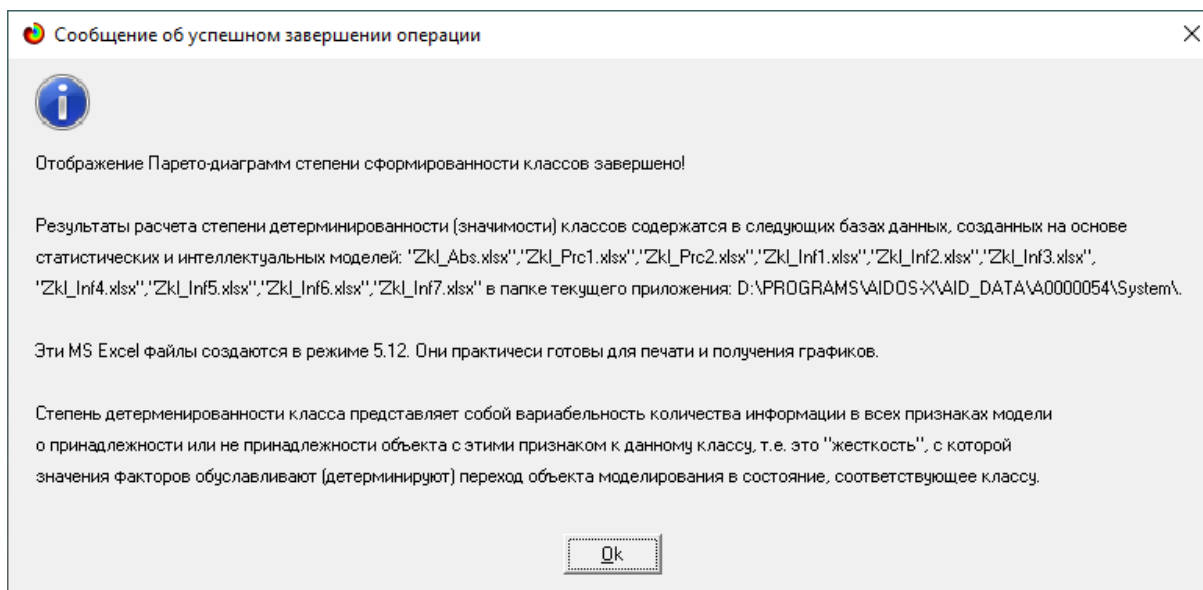 Сообщение об успешном завершении операции
Отображение Парето-диаграмм степени сформированности классов завершено!
Результаты расчета степени детерминированности (значимости) классов содержатся в следующих базах данных, созданных на основе
статистических и интеллектуальных моделей: "Zkl_Abs.xlsx","Zkl_Prc1.xlsx","Zkl_Prc2.xlsx","Zkl_Inf1.xlsx","Zkl_Inf2.xlsx","Zkl_Inf3.xlsx",
"Zkl_Inf4.xlsx","Zkl_Inf5.xlsx","Zkl_Inf6.xlsx","Zkl_Inf7.xlsx" в папке текущего приложения: D:\PROGRAMS\AIDOS-X\AID_DATA\A0000054\System\.
Эти MS Excel файлы создаются в режиме 5.12. Они практичеси готовы для печати и получения графиков.
Степень детерменированности класса представляет собой вариабельность количества информации в всех признаках модели
о принадлежности или не принадлежности объекта с этими признаком к данному классу, т.е. это "жесткость", с которой
значения факторов обуславливают (детерминируют) переход объекта моделирования в состояние, соответствующее классу.
Ok